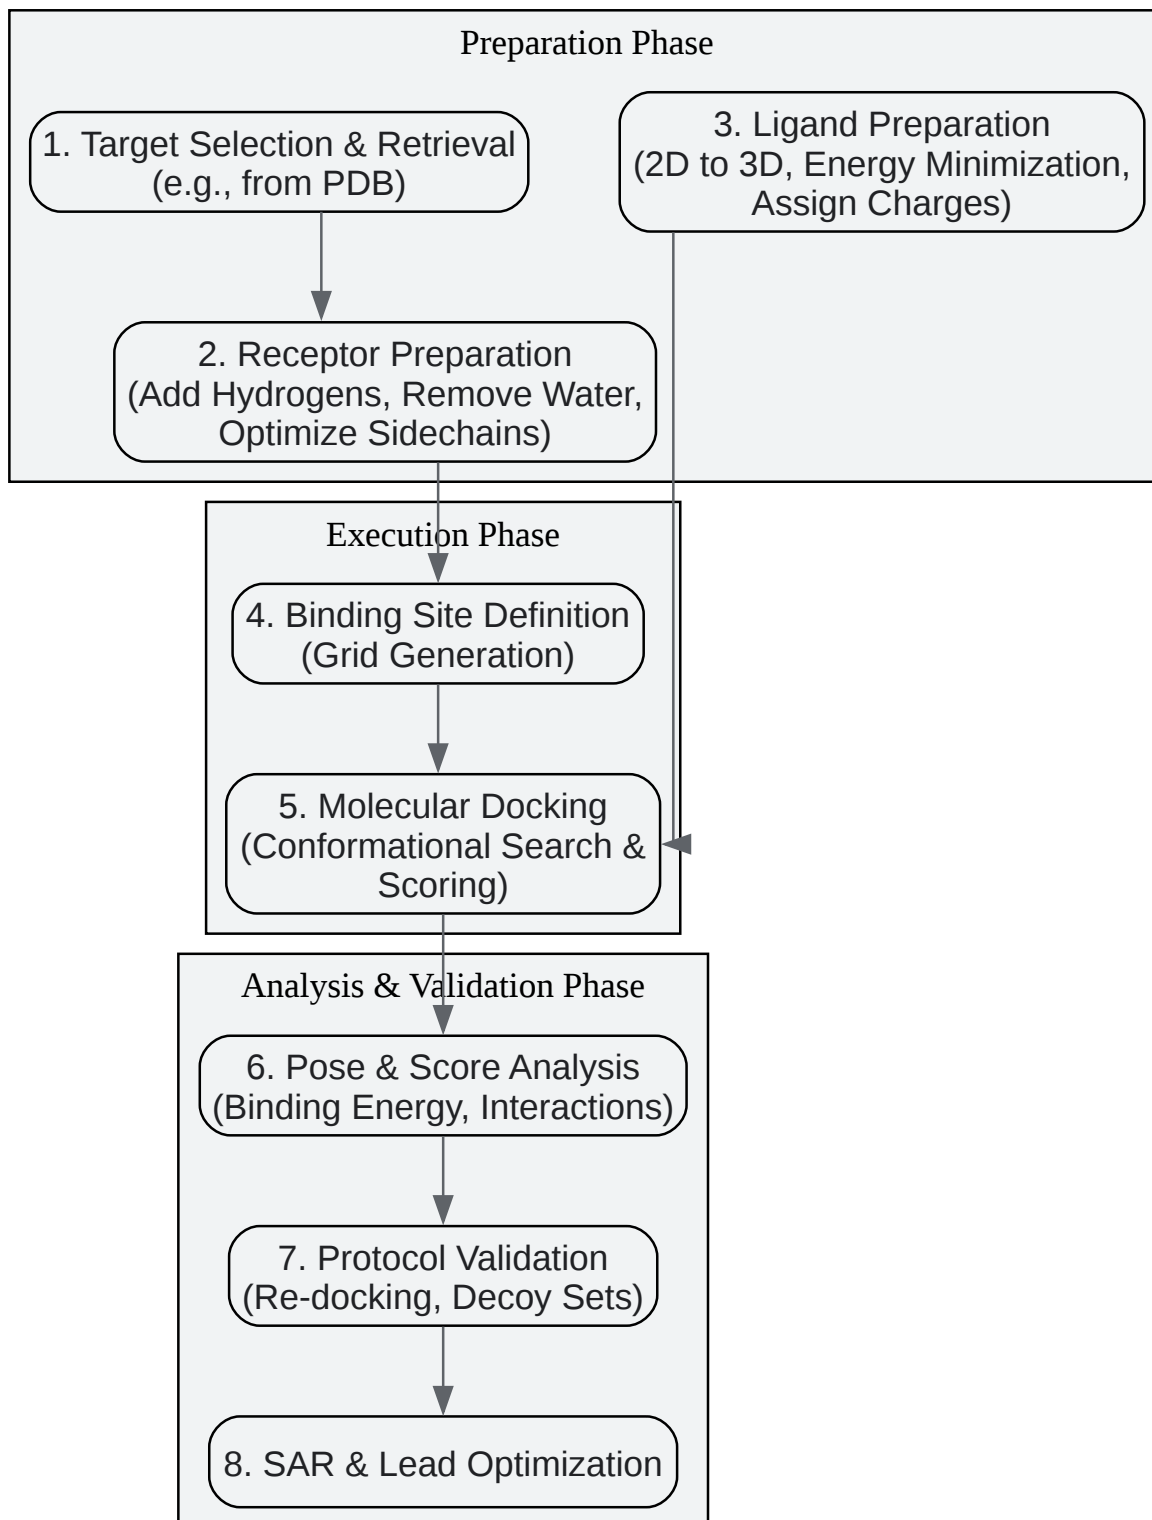 Preparation Phase
1. Target Selection & Retrieval
(e.g., from PDB)
3. Ligand Preparation
(2D to 3D, Energy Minimization,
Assign Charges)
2. Receptor Preparation
(Add Hydrogens, Remove Water,
Optimize Sidechains)
Execution Phase
4. Binding Site Definition
(Grid Generation)
5. Molecular Docking
(Conformational Search &
Scoring)
Analysis & Validation Phase
6. Pose & Score Analysis
(Binding Energy, Interactions)
7. Protocol Validation
(Re-docking, Decoy Sets)
8. SAR & Lead Optimization